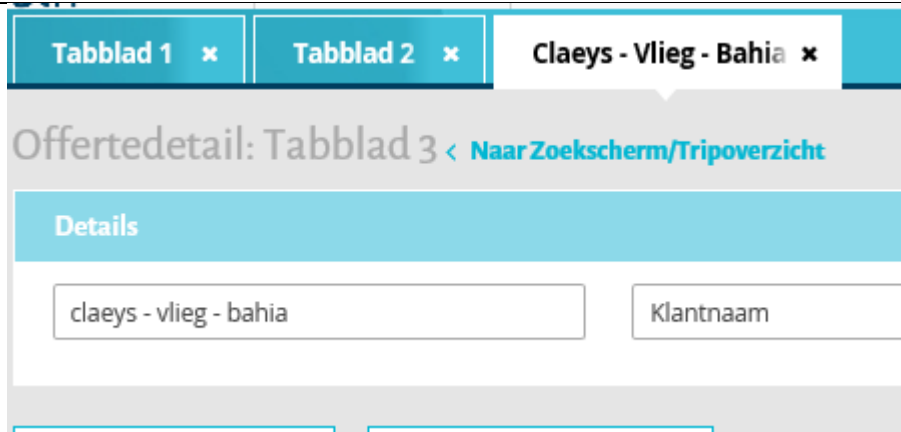 Tabblad 1 × Tabblad 2 × Claeys - Vlieg - Bahia ×
Offertedetail: Tabblad 3 < Naar Zoekscherm/Tripoverzicht
Details
claeys - vlieg - bahia Klantnaam